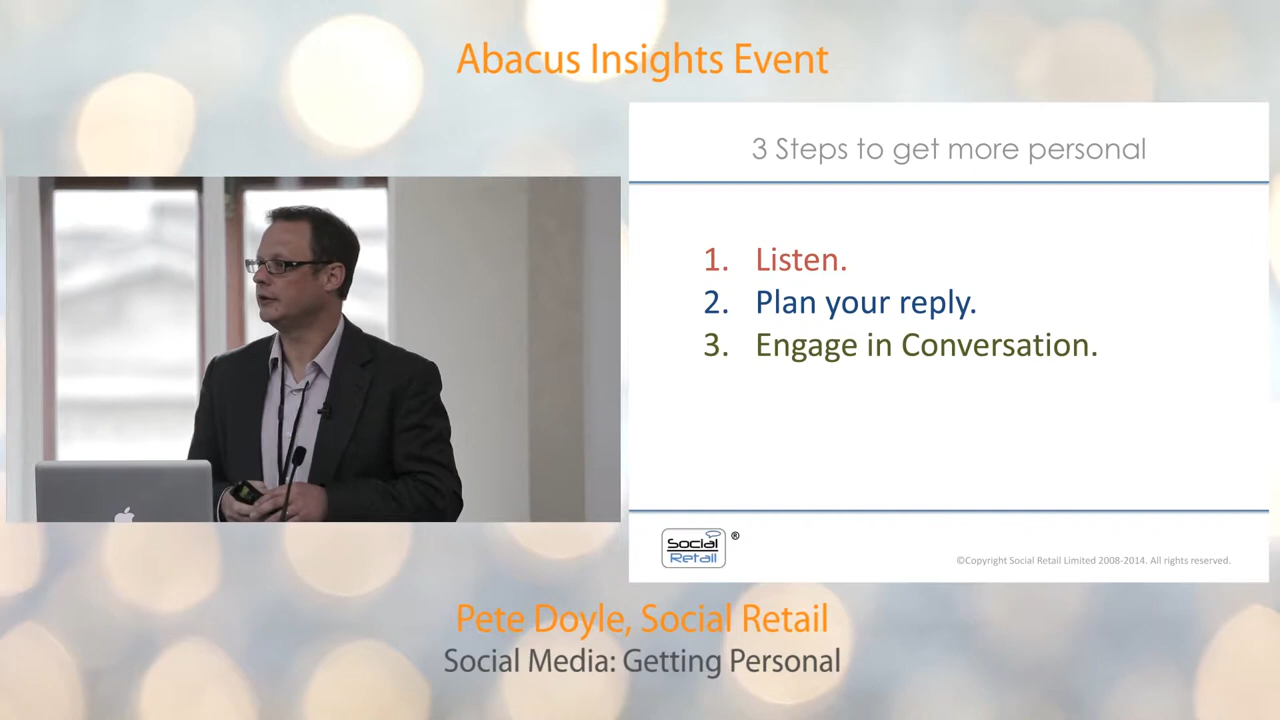 Abacus Insights Event
3 Steps to get more personal
1. Listen.
2. Plan your reply.
3. Engage in Conversation.
Social
Retail
®
©Copyright Social Retail Limited 2008-2014. All rights reserved.
Pete Doyle, Social Retail
Social Media: Getting Personal